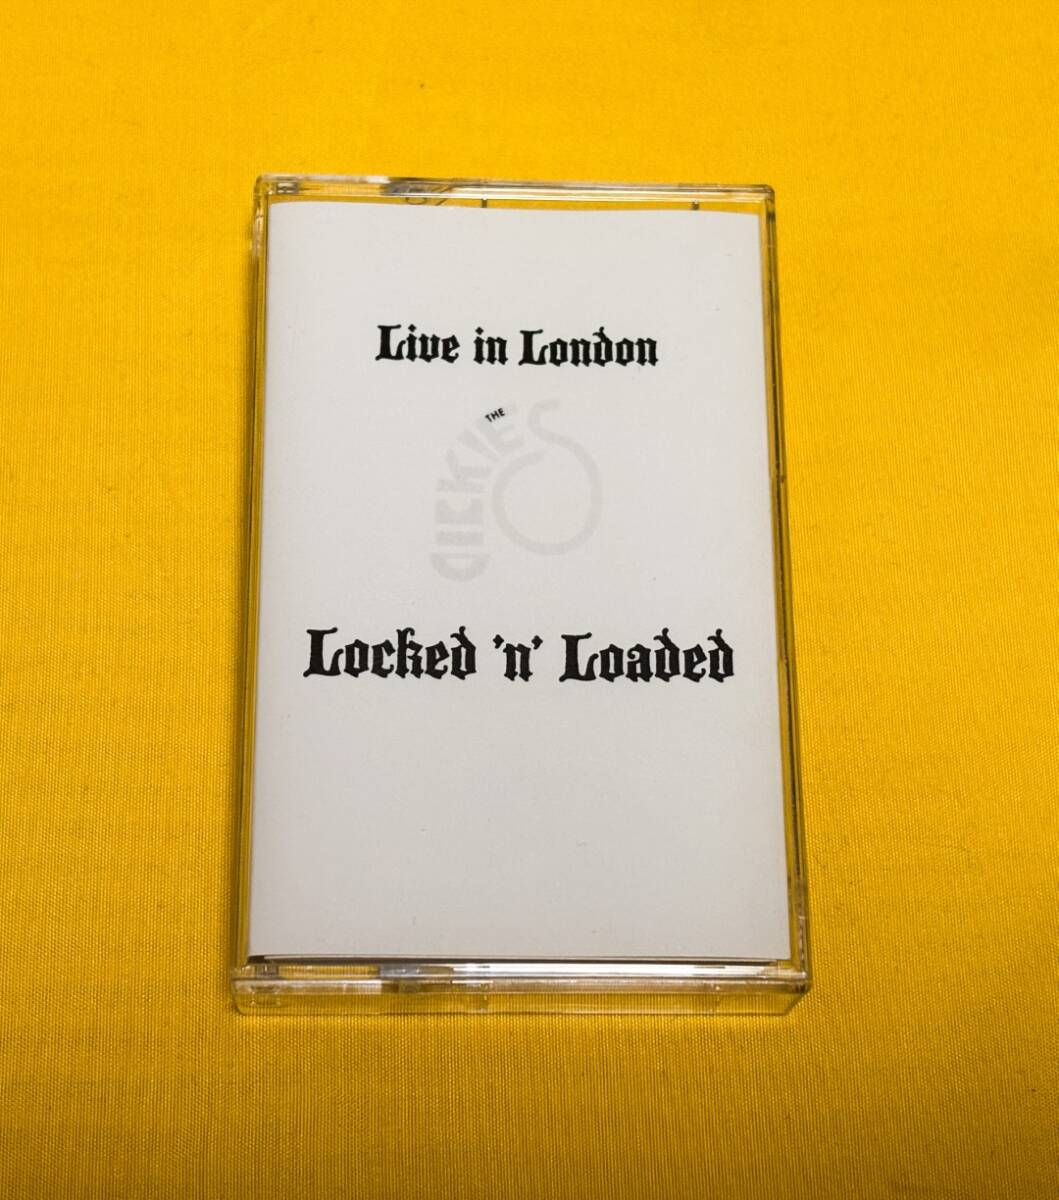 Live in London
THE
DICKIES
Locked 'n' Loaded